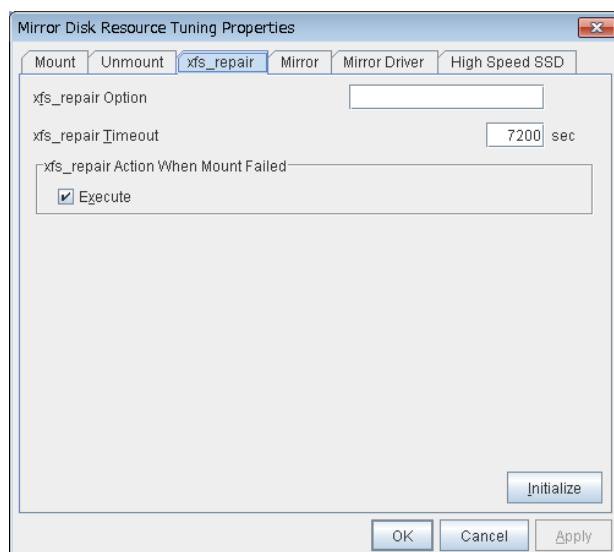 Mirror Disk Resource Tuning Properties
Mount Unmount xfs_repair Mirror Mirror Driver High Speed SSD
xfs_repair Option
xfs_repair Timeout 7200 sec
xfs_repair Action When Mount Failed
Execute
Initialize
OK Cancel Apply